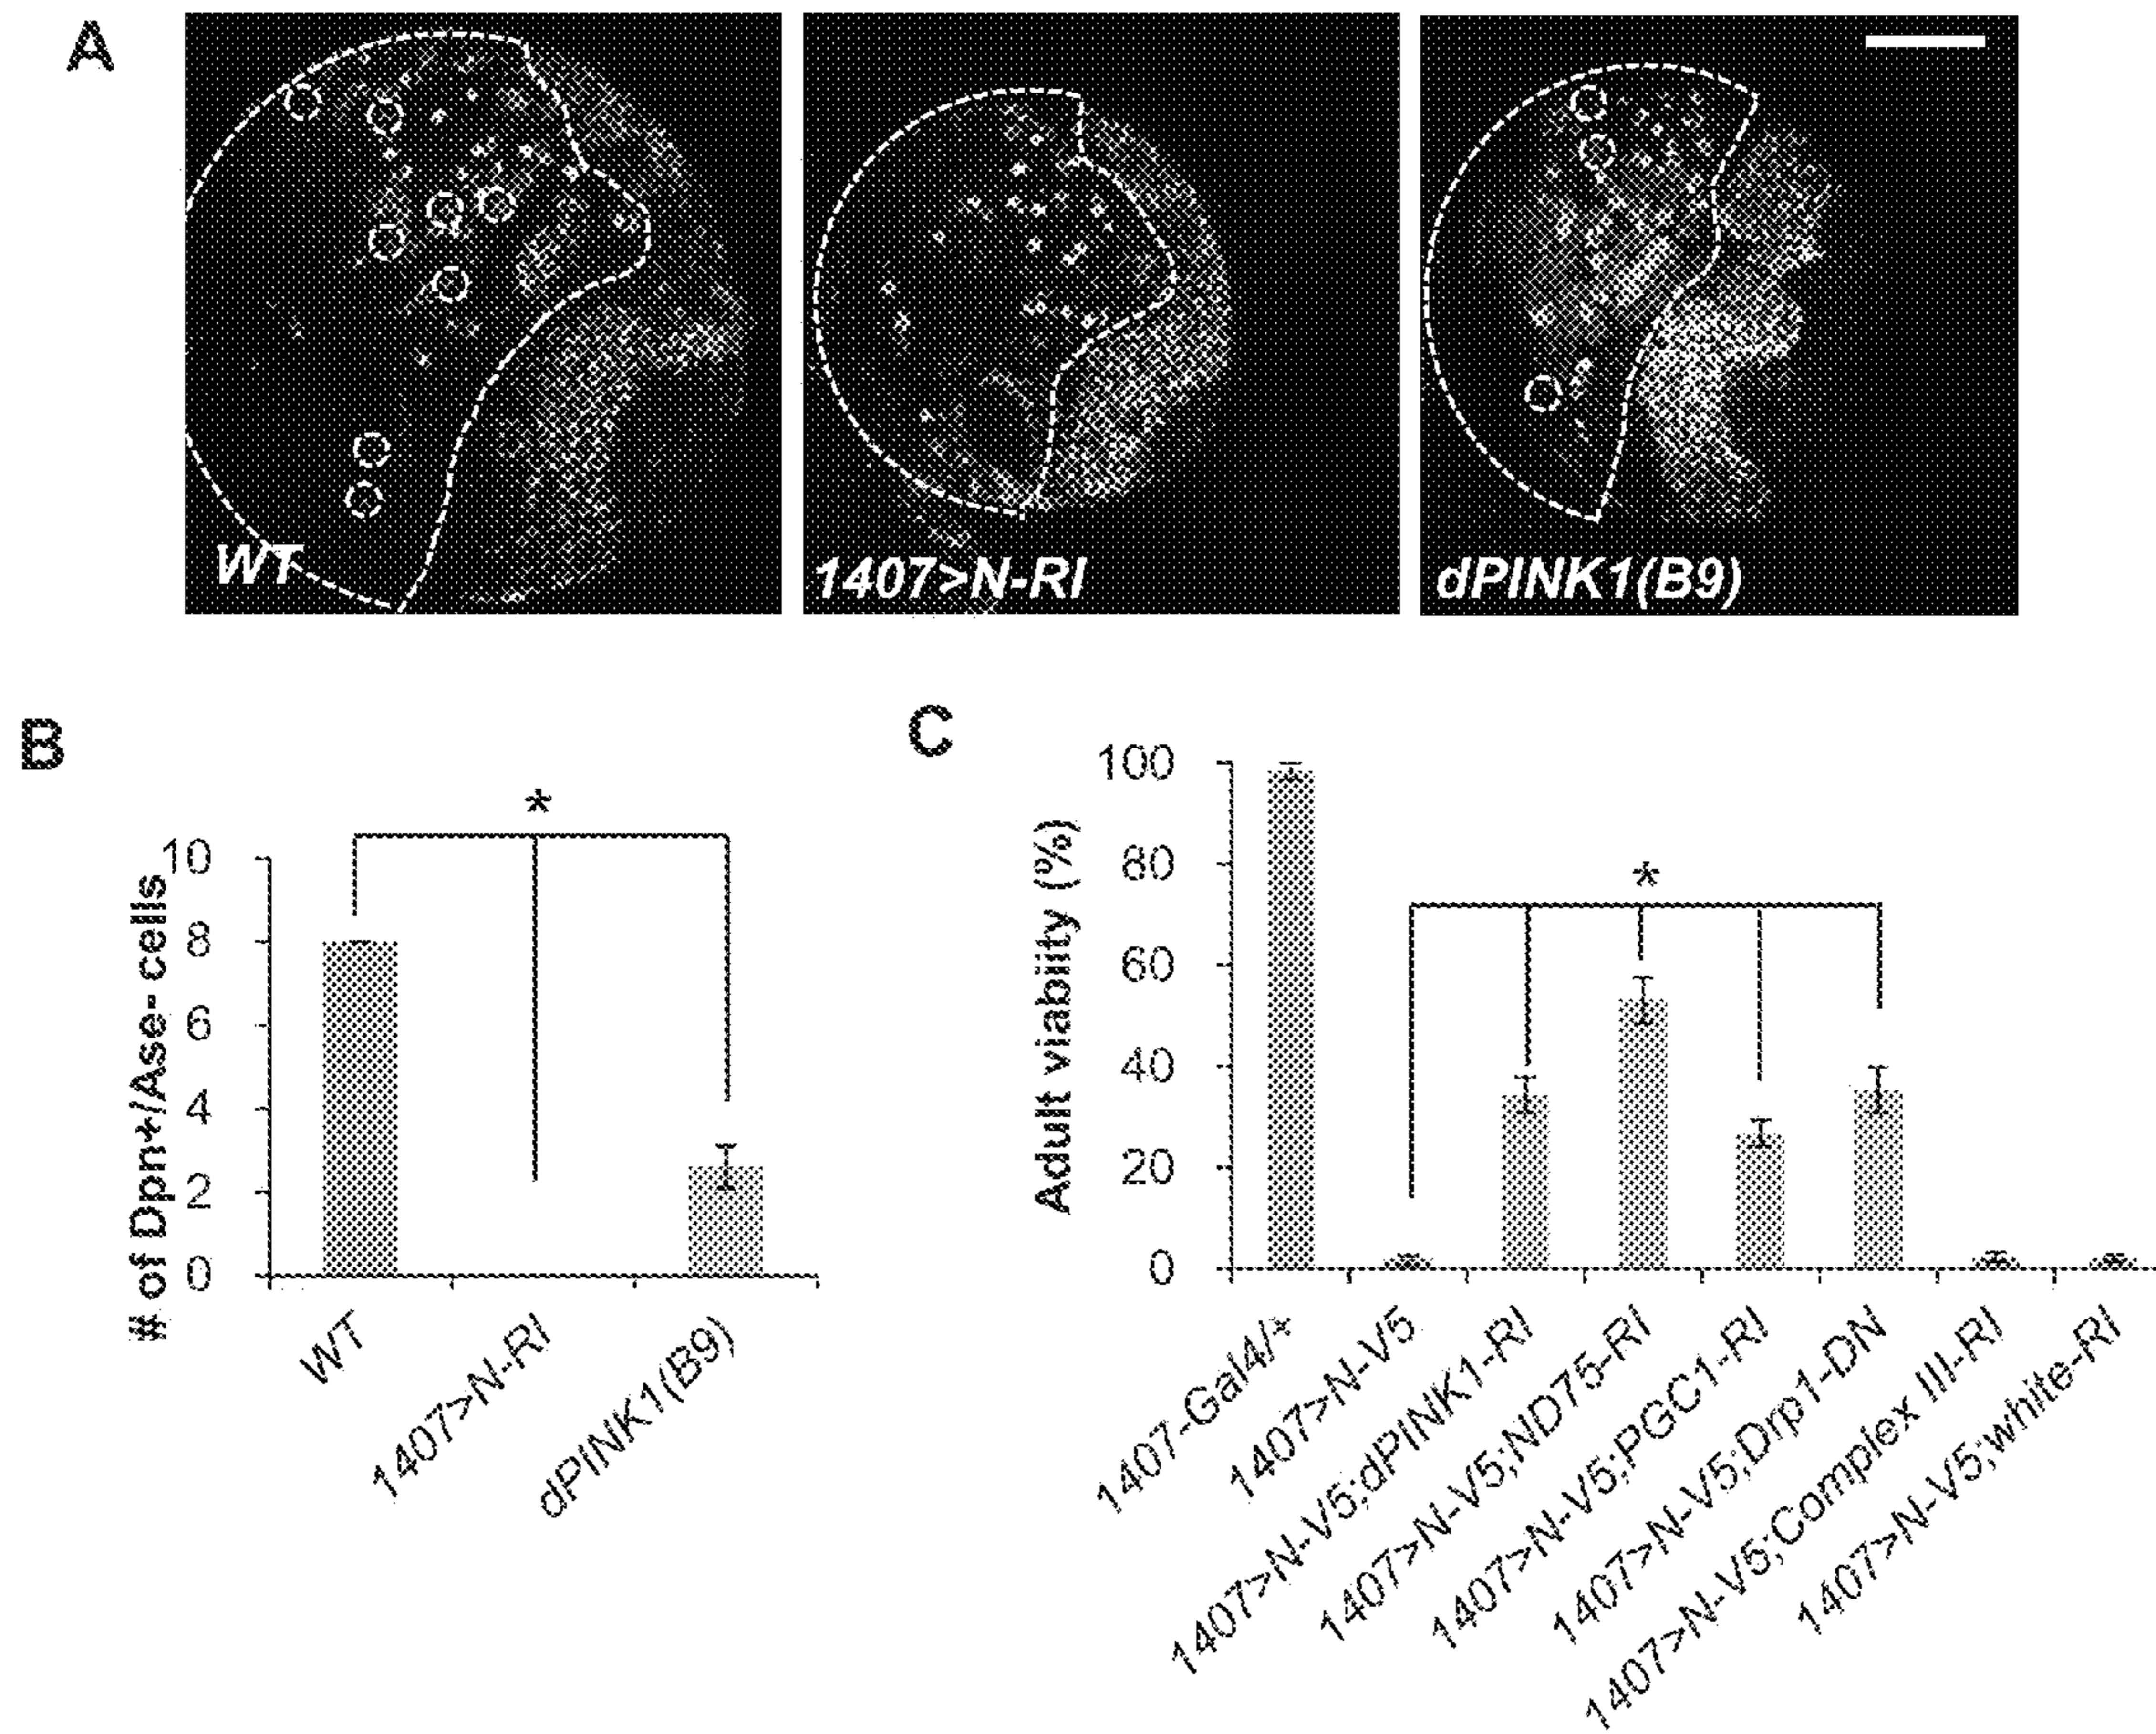 A
WT
1407>N-RI
dPINK1(B9)
B
*
# of Dpn+/Ase- cells
10
8
6
4
2
0
WT
1407>N-RI
dPINK1(B9)
C
*
Adult viabiity (%)
100
80
60
40
20
0
1407-Gal4/+
1407>N-V5
1407>N-V5;dPINK1-RI
1407>N-V5;ND75-RI
1407>N-V5;PGC1-RI
1407>N-V5;Drp1-DN
1407>N-V5;Complex III-RI
1407>N-V5;white-RI